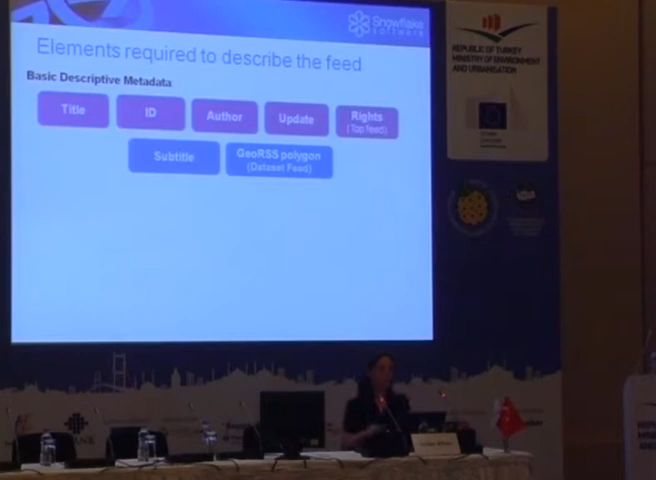 Snowflake
software
Elements required to describe the feed
Basic Descriptive Metadata:
Title
ID
Author
Update
Rights
(Top Feed)
Subtitle
GeoRSS polygon
(Dataset Feed)
REPUBLIC OF TURKEY
MINISTRY OF ENVIRONMENT
AND URBANISATION